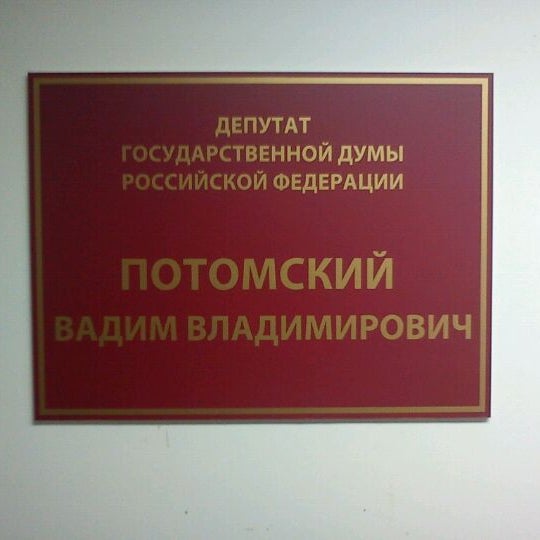 ДЕПУТАТ
ГОСУДАРСТВЕННОЙ ДУМЫ
РОССИЙСКОЙ ФЕДЕРАЦИИ
ПОТОМСКИЙ
ВАДИМ ВЛАДИМИРОВИЧ